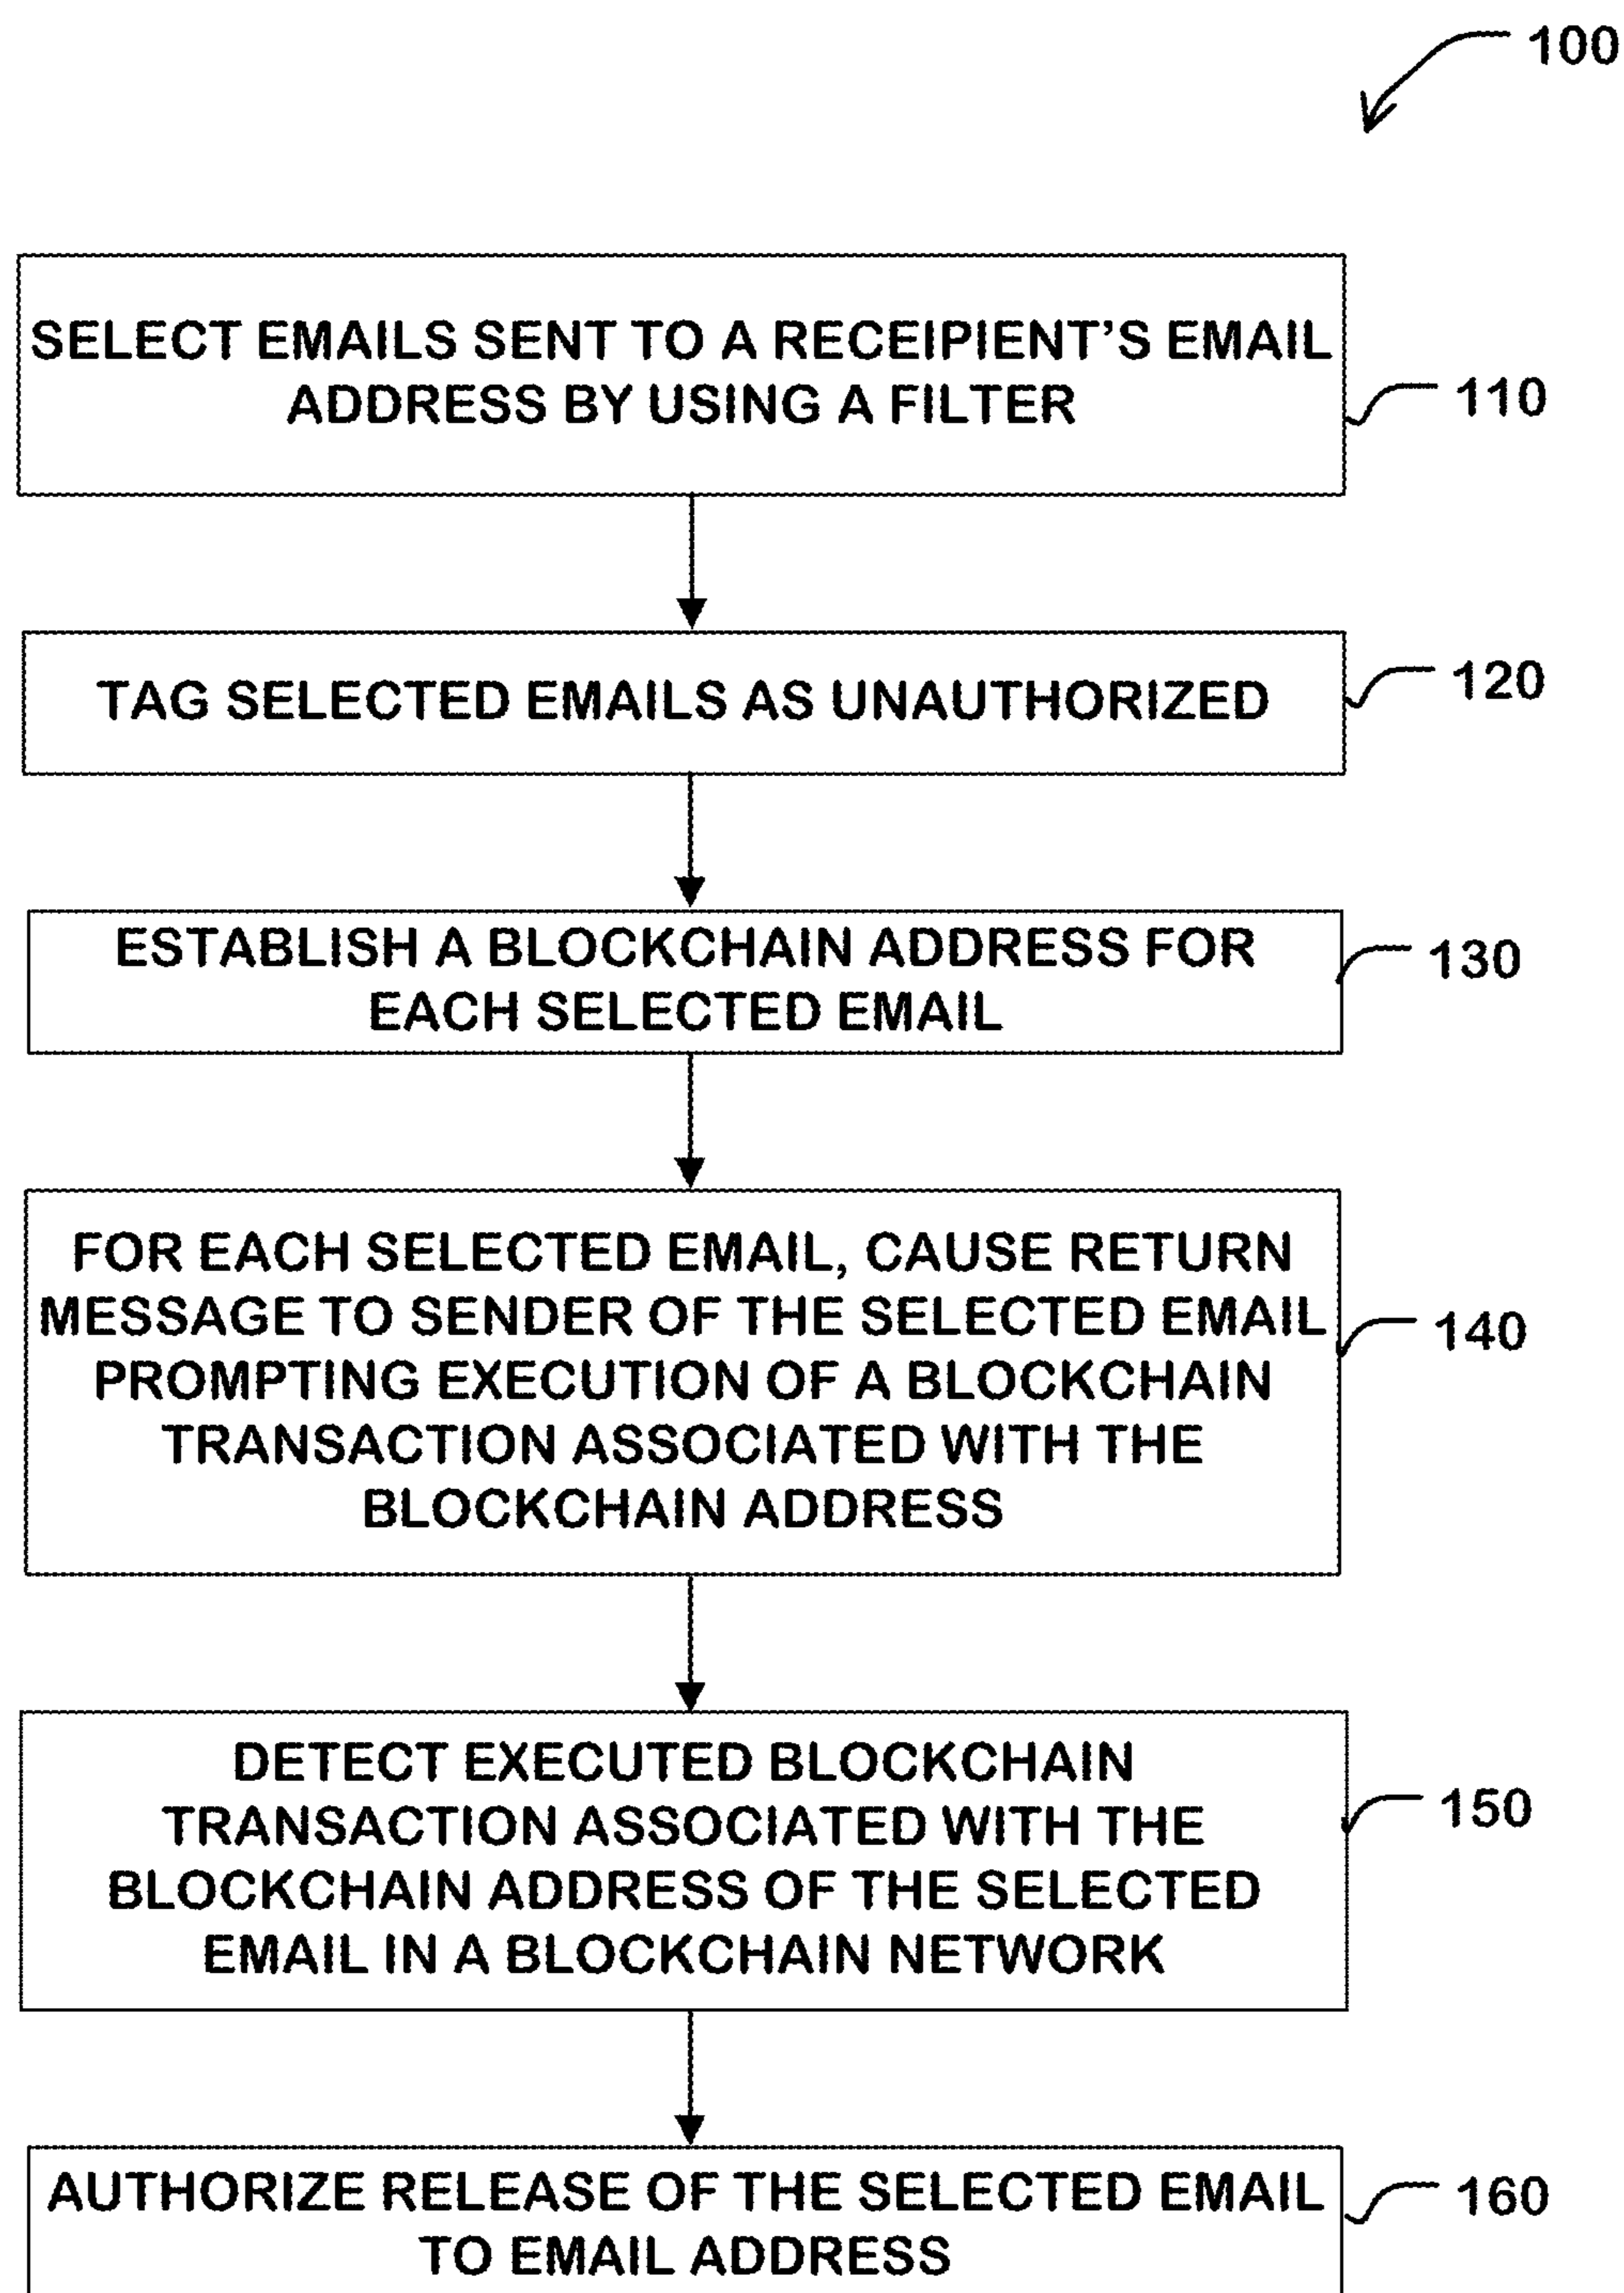 100
SELECT EMAILS SENT TO A RECEIPIENT'S EMAIL
ADDRESS BY USING A FILTER
110
TAG SELECTED EMAILS AS UNAUTHORIZED
120
ESTABLISH A BLOCKCHAIN ADDRESS FOR
EACH SELECTED EMAIL
130
FOR EACH SELECTED EMAIL, CAUSE RETURN
MESSAGE TO SENDER OF THE SELECTED EMAIL
PROMPTING EXECUTION OF A BLOCKCHAIN
TRANSACTION ASSOCIATED WITH THE
BLOCKCHAIN ADDRESS
140
DETECT EXECUTED BLOCKCHAIN
TRANSACTION ASSOCIATED WITH THE
BLOCKCHAIN ADDRESS OF THE SELECTED
EMAIL IN A BLOCKCHAIN NETWORK
150
AUTHORIZE RELEASE OF THE SELECTED EMAIL
TO EMAIL ADDRESS
160